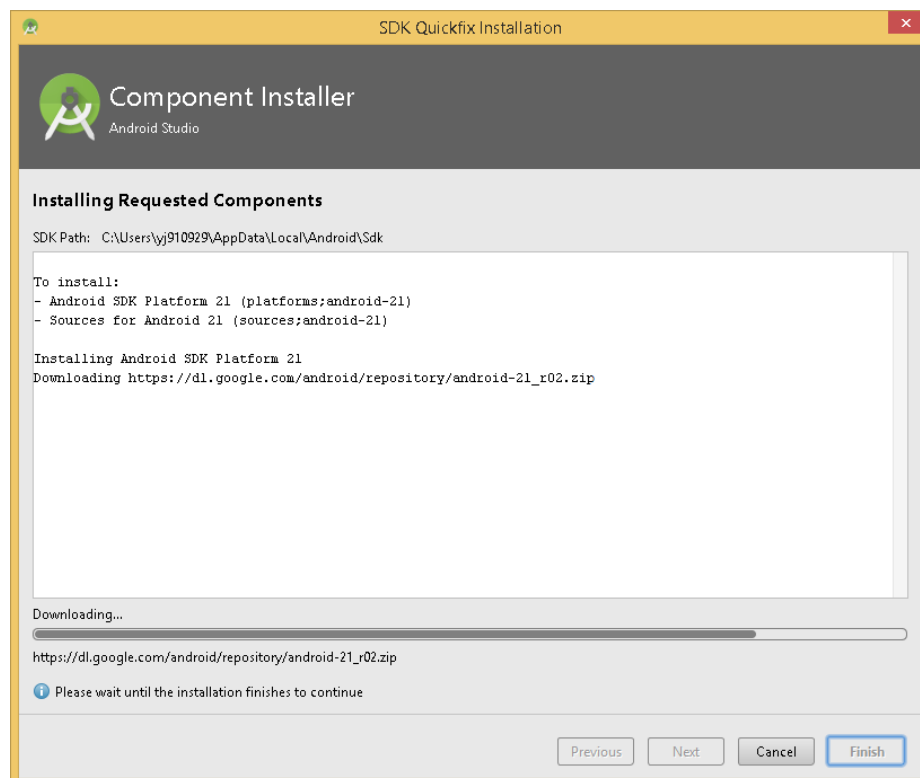 SDK Quickfix Installation
Component Installer
Android Studio
Installing Requested Components
SDK Path: C:\Users\yj910929\AppData\Local\Android\Sdk
To install:
- Android SDK Platform 21 (platforms;android-21)
- Sources for Android 21 (sources;android-21)
Installing Android SDK Platform 21
Downloading https://dl.google.com/android/repository/android-21_r02.zip
Downloading...
https://dl.google.com/android/repository/android-21_r02.zip
Please wait until the installation finishes to continue
Previous Next Cancel Finish